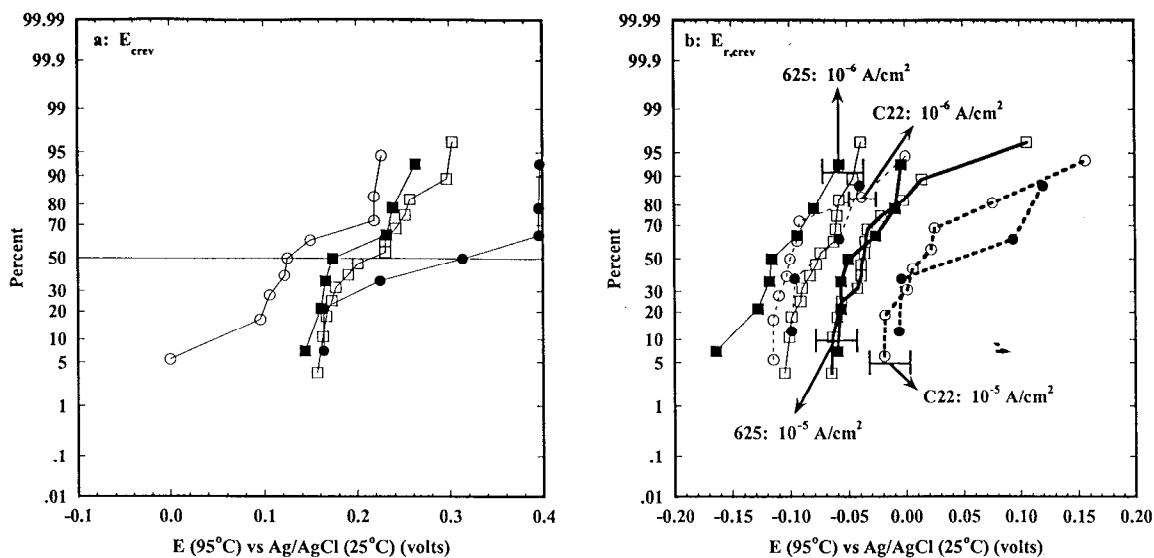 a: E_crev
99.99
99.9
99
95
90
80
70
50
30
20
10
5
1
.1
.01
Percent
-0.1 0.0 0.1 0.2 0.3 0.4
E (95°C) vs Ag/AgCl (25°C) (volts)
b: E_r,crev
99.99
99.9
99
95
90
80
70
50
30
20
10
5
1
.1
.01
Percent
625: 10⁻⁶ A/cm²
C22: 10⁻⁶ A/cm²
C22: 10⁻⁵ A/cm²
625: 10⁻⁵ A/cm²
-0.20 -0.15 -0.10 -0.05 0.00 0.05 0.10 0.15 0.20
E (95°C) vs Ag/AgCl (25°C) (volts)